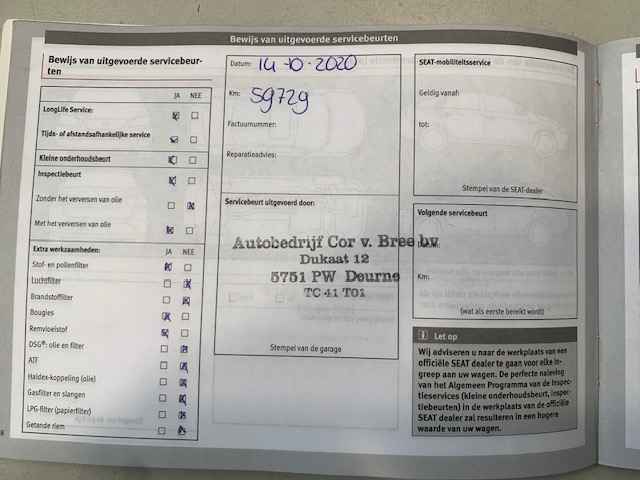 Bewijs van uitgevoerde servicebeurten
Bewijs van uitgevoerde servicebeur-
ten
JA NEE
LongLife Service:
Tijds- of afstandsafhankelijke service
Kleine onderhoudsbeurt
Inspectiebeurt
Zonder het verversen van olie
Met het verversen van olie
Extra werkzaamheden: JA NEE
Stof- en pollenfilter
Luchtfilter
Brandstoffilter
Bougies
Remvloeistof
DSG®: olie en filter
ATF
Haldex-koppeling (olie)
Gasfilter en slangen
LPG-filter (papierfilter)
Getande riem
Datum: 14-10-2020
Km: 59729
Factuurnummer:
Reparatieadvies:
Servicebeurt uitgevoerd door:
Autobedrijf Cor v. Bree bv
Dukaat 12
5751 PW Deurne
TC 41 T01
Stempel van de garage
SEAT-mobiliteitsservice
Geldig vanaf:
tot:
Stempel van de SEAT-dealer
Volgende servicebeurt
Km:
(wat als eerste bereikt wordt)
Let op
Wij adviseren u naar de werkplaats van een
officiële SEAT dealer te gaan voor elke in-
greep aan uw wagen. De perfecte naleving
van het Algemeen Programma van de Inspec-
tieservices (kleine onderhoudsbeurt, inspec-
tiebeurten) in de werkplaats van de officiële
SEAT dealer zal resulteren in een hogere
waarde van uw wagen.